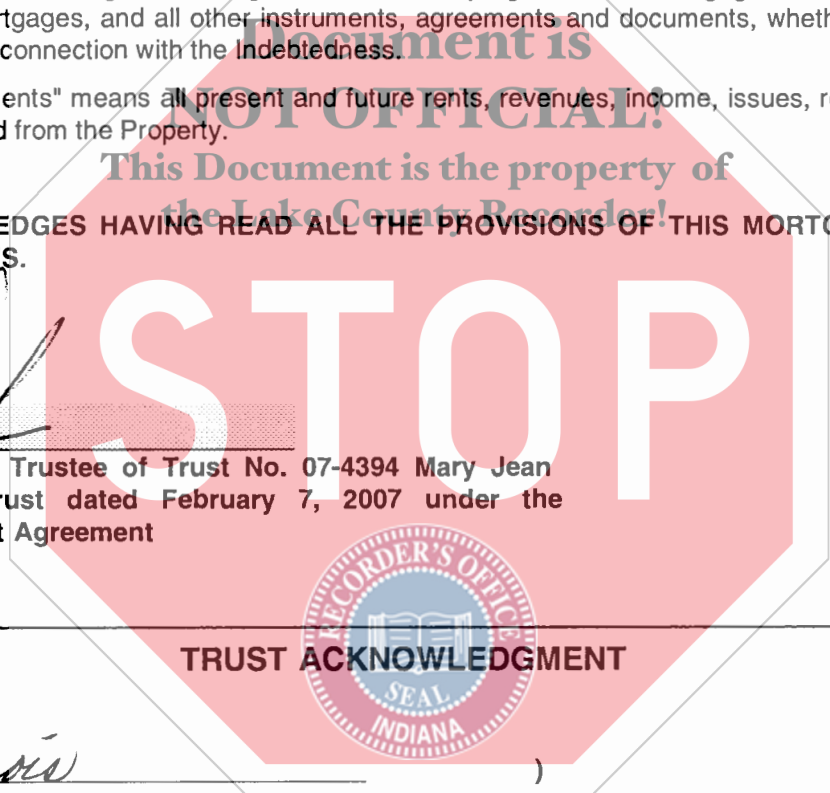 rtgages, and all other instruments, agreements and documents, wheth
connection with the Indebtedness.
Document is
ents" means all present and future rents, revenues, income, issues, r
NOT OFFICIAL!
d from the Property.
This Document is the property of
the Lake County Recorder!
EDGES HAVING READ ALL THE PROVISIONS OF THIS MORTG
S.
STOP
Trustee of Trust No. 07-4394 Mary Jean
rust dated February 7, 2007 under the
t Agreement
RECORDER'S OFFICE
SEAL
INDIANA
TRUST ACKNOWLEDGMENT
ois )